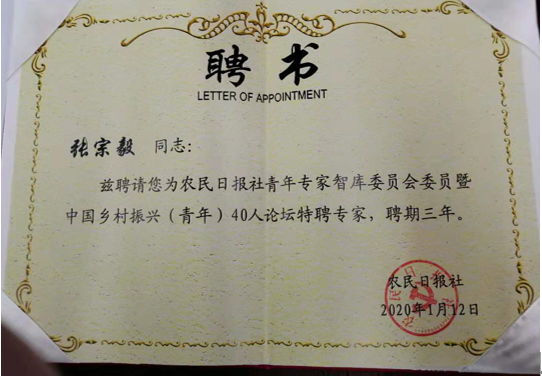 聘书
LETTER OF APPOINTMENT
张宗毅 同志：
兹聘请您为农民日报社青年专家智库委员会委员暨
中国乡村振兴（青年）40人论坛特聘专家，聘期三年。
农民日报社
2020年1月12日